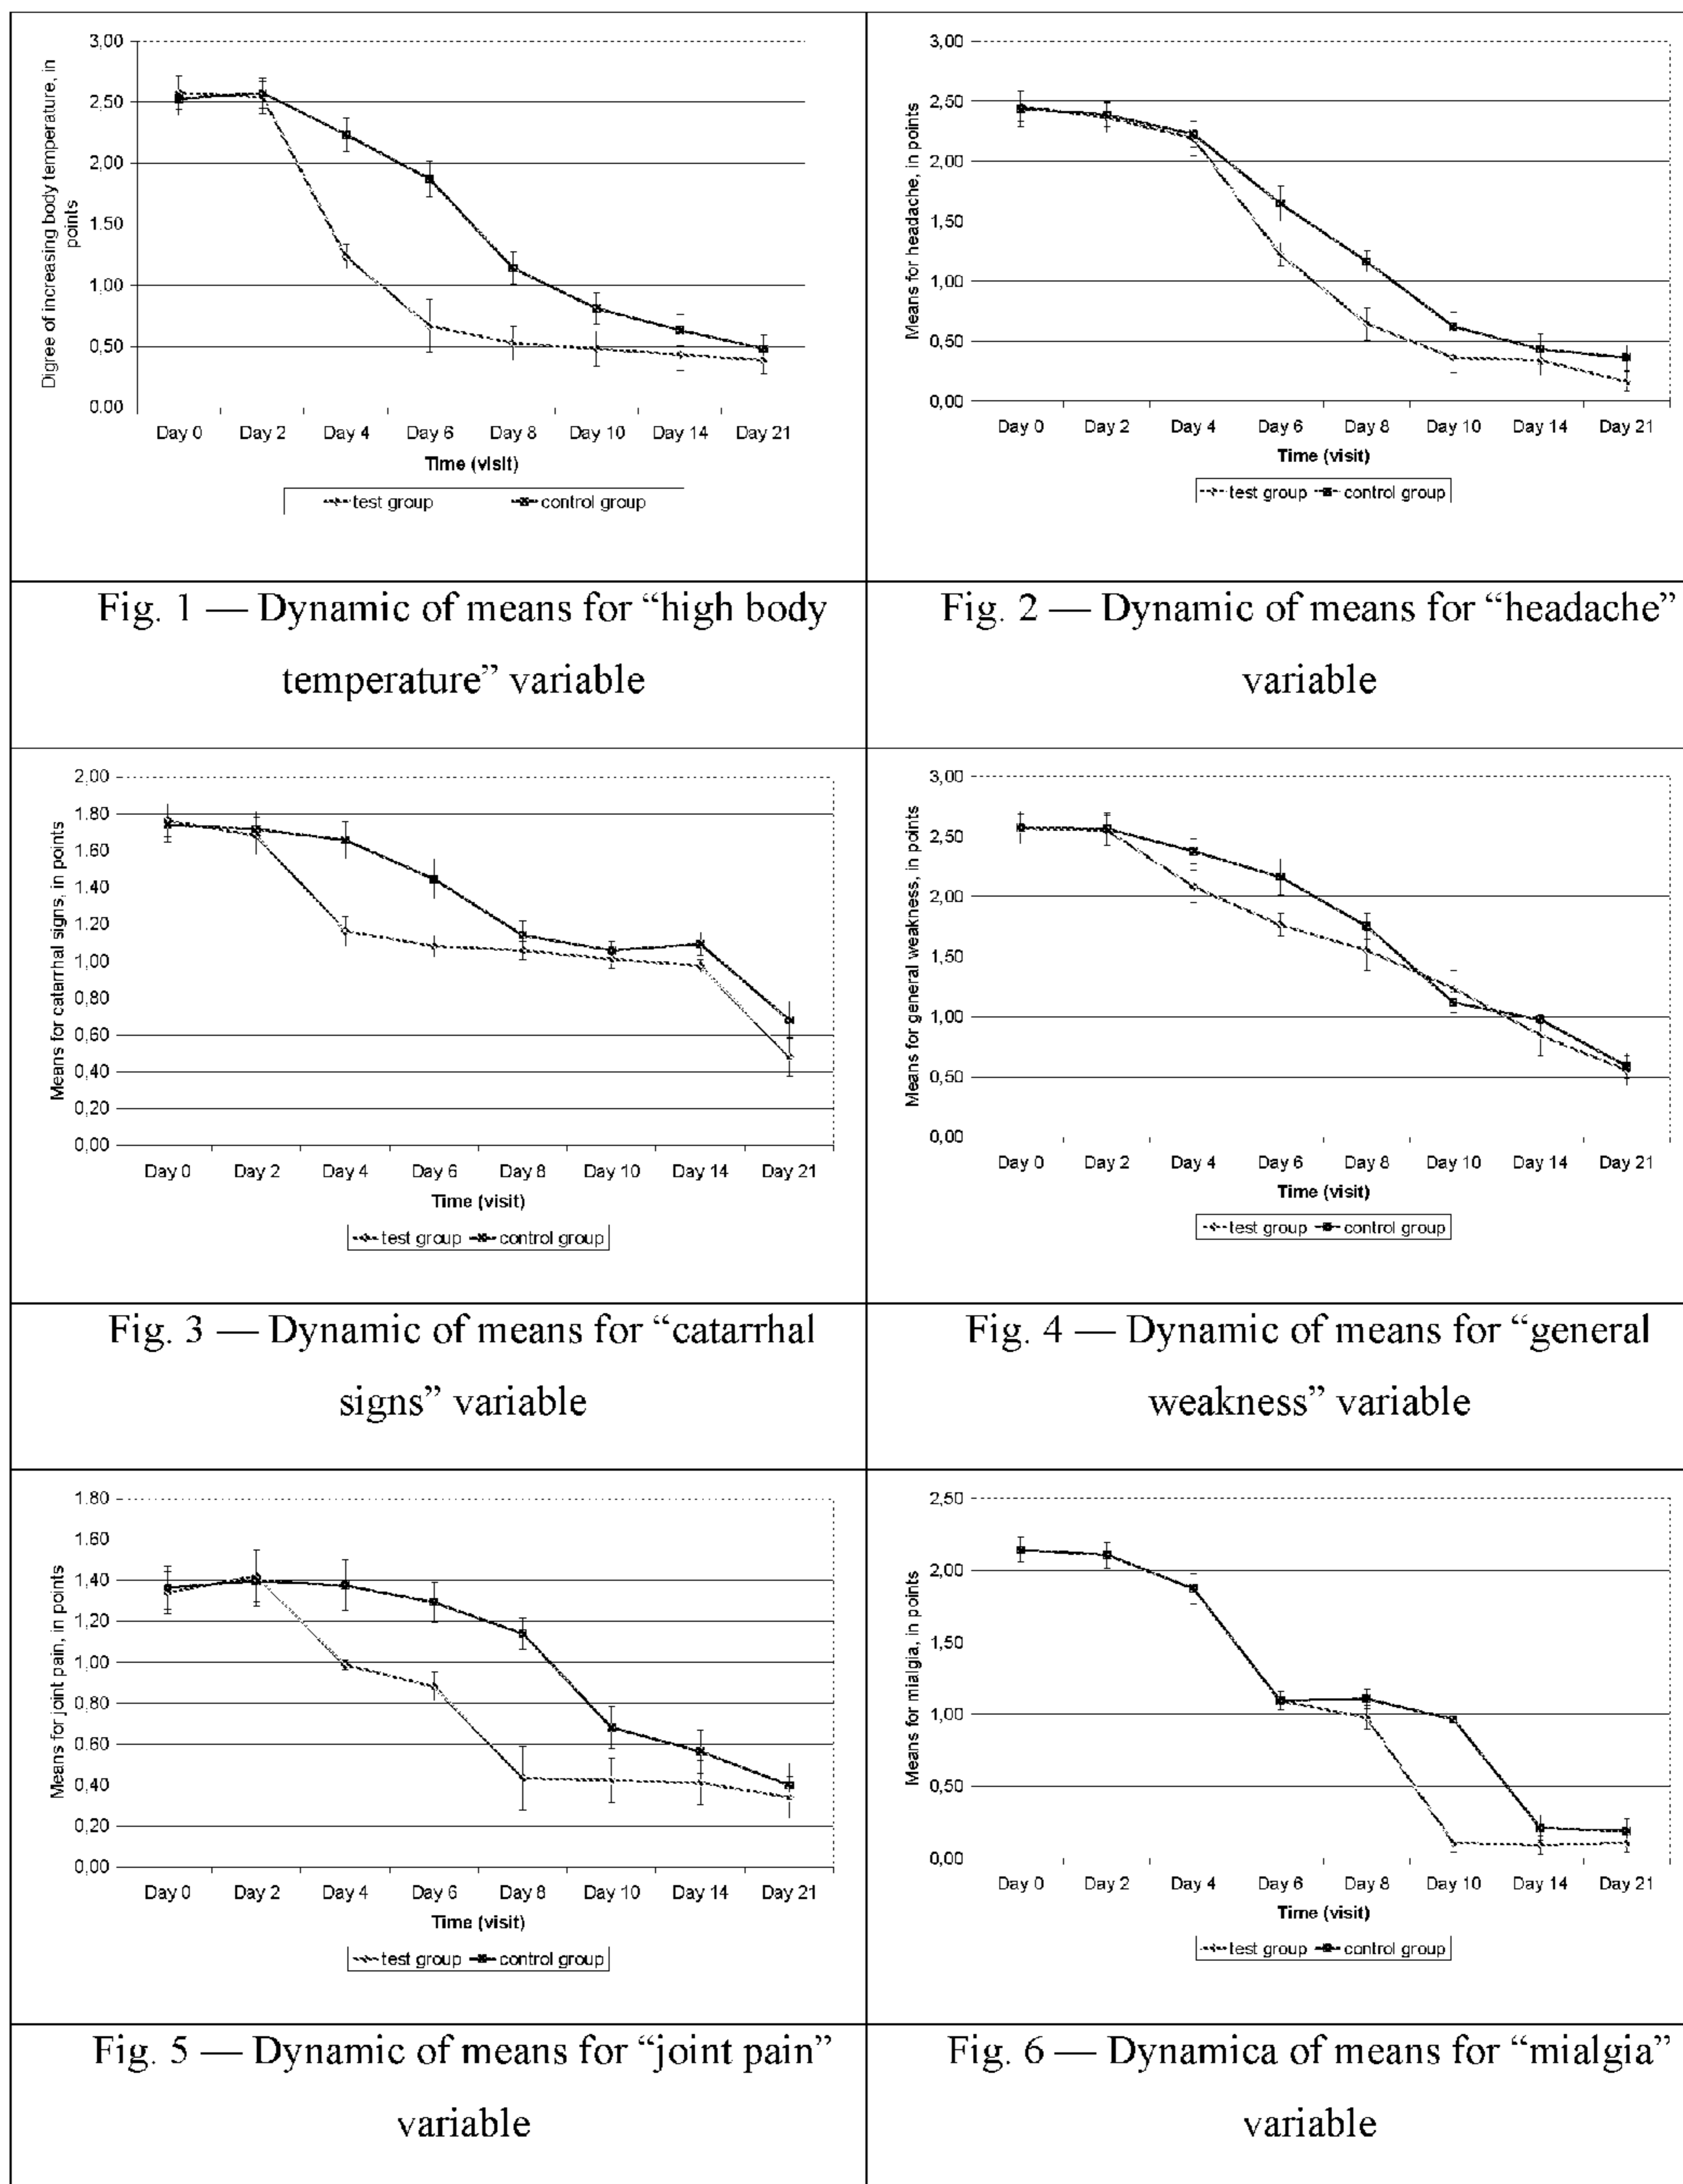 3,00
2.50
2,00
1.50
1,00
0,50
0.00
Digree of increasing body temperature, in
points
Day 0 Day 2 Day 4 Day 6 Day 8 Day 10 Day 14 Day 21
Time (visit)
test group control group
3,00
2,50
2,00
1,50
1,00
0,50
0,00
Means for headache, in points
Day 0 Day 2 Day 4 Day 6 Day 8 Day 10 Day 14 Day 21
Time (visit)
test group control group
Fig. 1 — Dynamic of means for “high body
temperature” variable
Fig. 2 — Dynamic of means for “headache”
variable
2,00
1.80
1.60
1.40
1.20
1.00
0,80
0,60
0,40
0,20
0,00
Means for catarrhal signs, in points
Day 0 Day 2 Day 4 Day 6 Day 8 Day 10 Day 14 Day 21
Time (visit)
test group control group
3,00
2,50
2,00
1,50
1,00
0,50
0,00
Means for general weakness, in points
Day 0 Day 2 Day 4 Day 6 Day 8 Day 10 Day 14 Day 21
Time (visit)
test group control group
Fig. 3 — Dynamic of means for “catarrhal
signs” variable
Fig. 4 — Dynamic of means for “general
weakness” variable
1.80
1.60
1.40
1.20
1.00
0.80
0.60
0,40
0,20
0,00
Means for joint pain, in points
Day 0 Day 2 Day 4 Day 6 Day 8 Day 10 Day 14 Day 21
Time (visit)
test group control group
2,50
2,00
1,50
1,00
0,50
0,00
Means for mialgia, in points
Day 0 Day 2 Day 4 Day 6 Day 8 Day 10 Day 14 Day 21
Time (visit)
test group control group
Fig. 5 — Dynamic of means for “joint pain”
variable
Fig. 6 — Dynamica of means for “mialgia”
variable